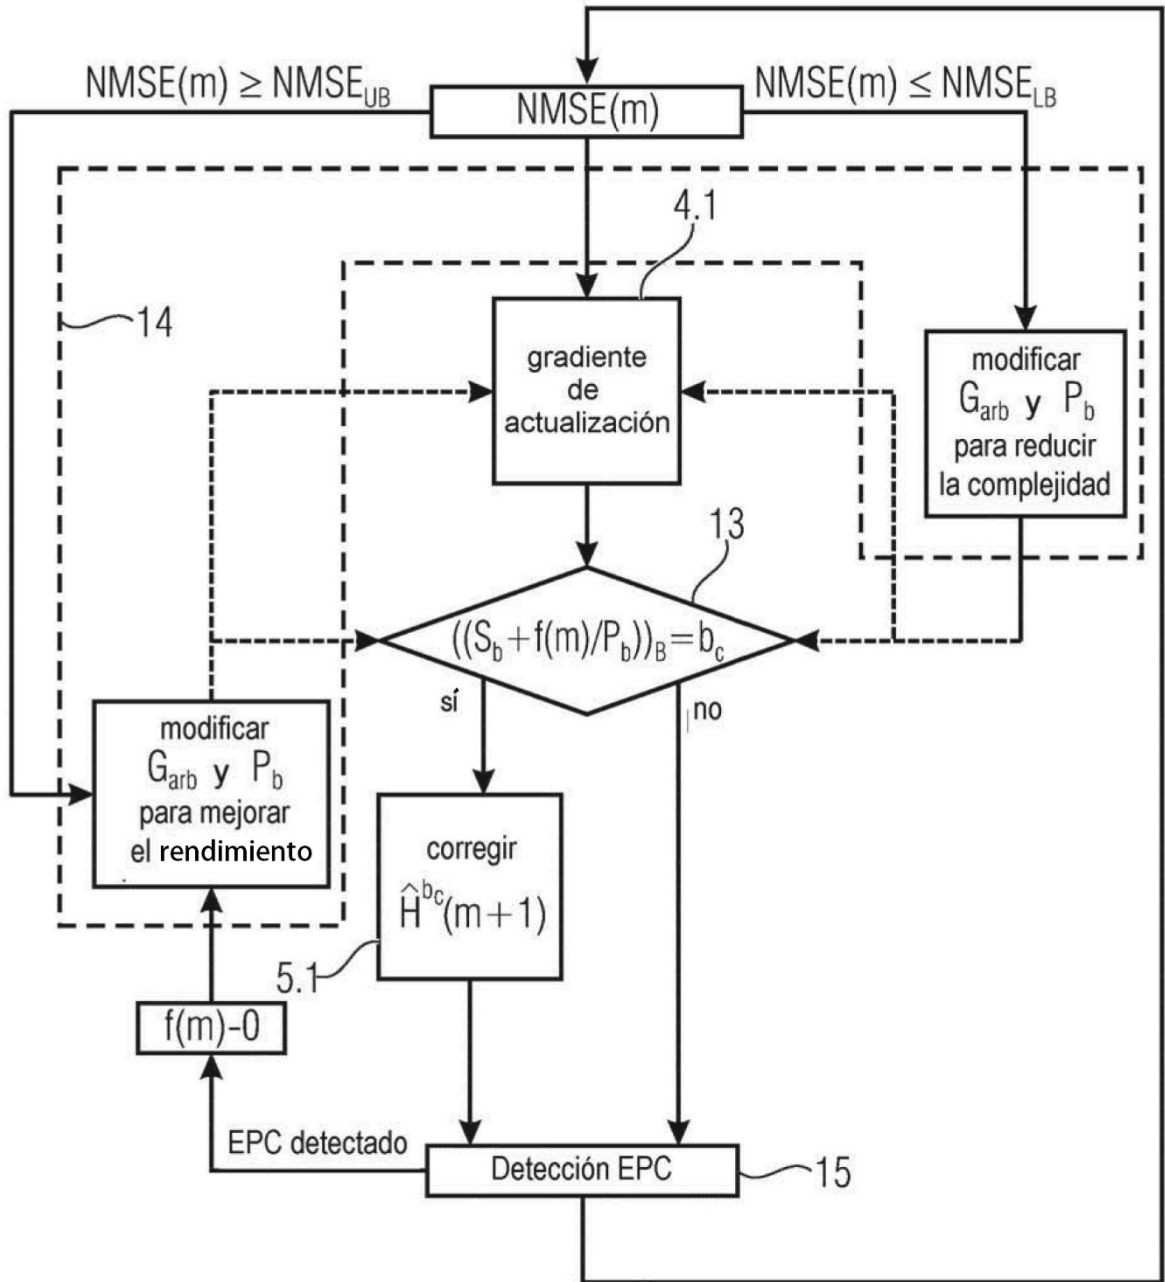 NMSE(m) ≥ NMSE_UB
NMSE(m)
NMSE(m) ≤ NMSE_LB
4.1
14
gradiente
de
actualización
modificar
G_arb y P_b
para reducir
la complejidad
13
((S_b+f(m)/P_b))_B=b_c
sí
no
modificar
G_arb y P_b
para mejorar
el rendimiento
corregir
Ĥ^b_c(m+1)
5.1
f(m)-0
EPC detectado
Detección EPC
15